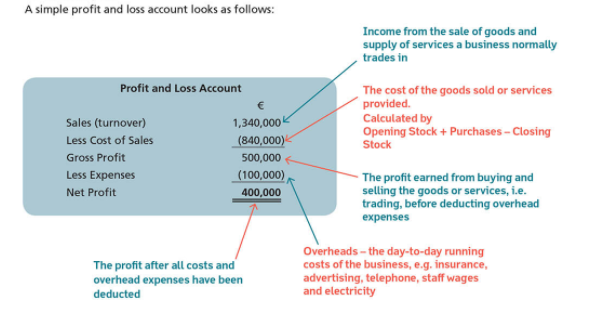 A simple profit and loss account looks as follows:
Income from the sale of goods and
supply of services a business normally
trades in
Profit and Loss Account
€
Sales (turnover) 1,340,000
Less Cost of Sales (840,000)
Gross Profit 500,000
Less Expenses (100,000)
Net Profit 400,000
The cost of the goods sold or services
provided.
Calculated by
Opening Stock + Purchases – Closing
Stock
The profit earned from buying and
selling the goods or services, i.e.
trading, before deducting overhead
expenses
The profit after all costs and
overhead expenses have been
deducted
Overheads – the day-to-day running
costs of the business, e.g. insurance,
advertising, telephone, staff wages
and electricity